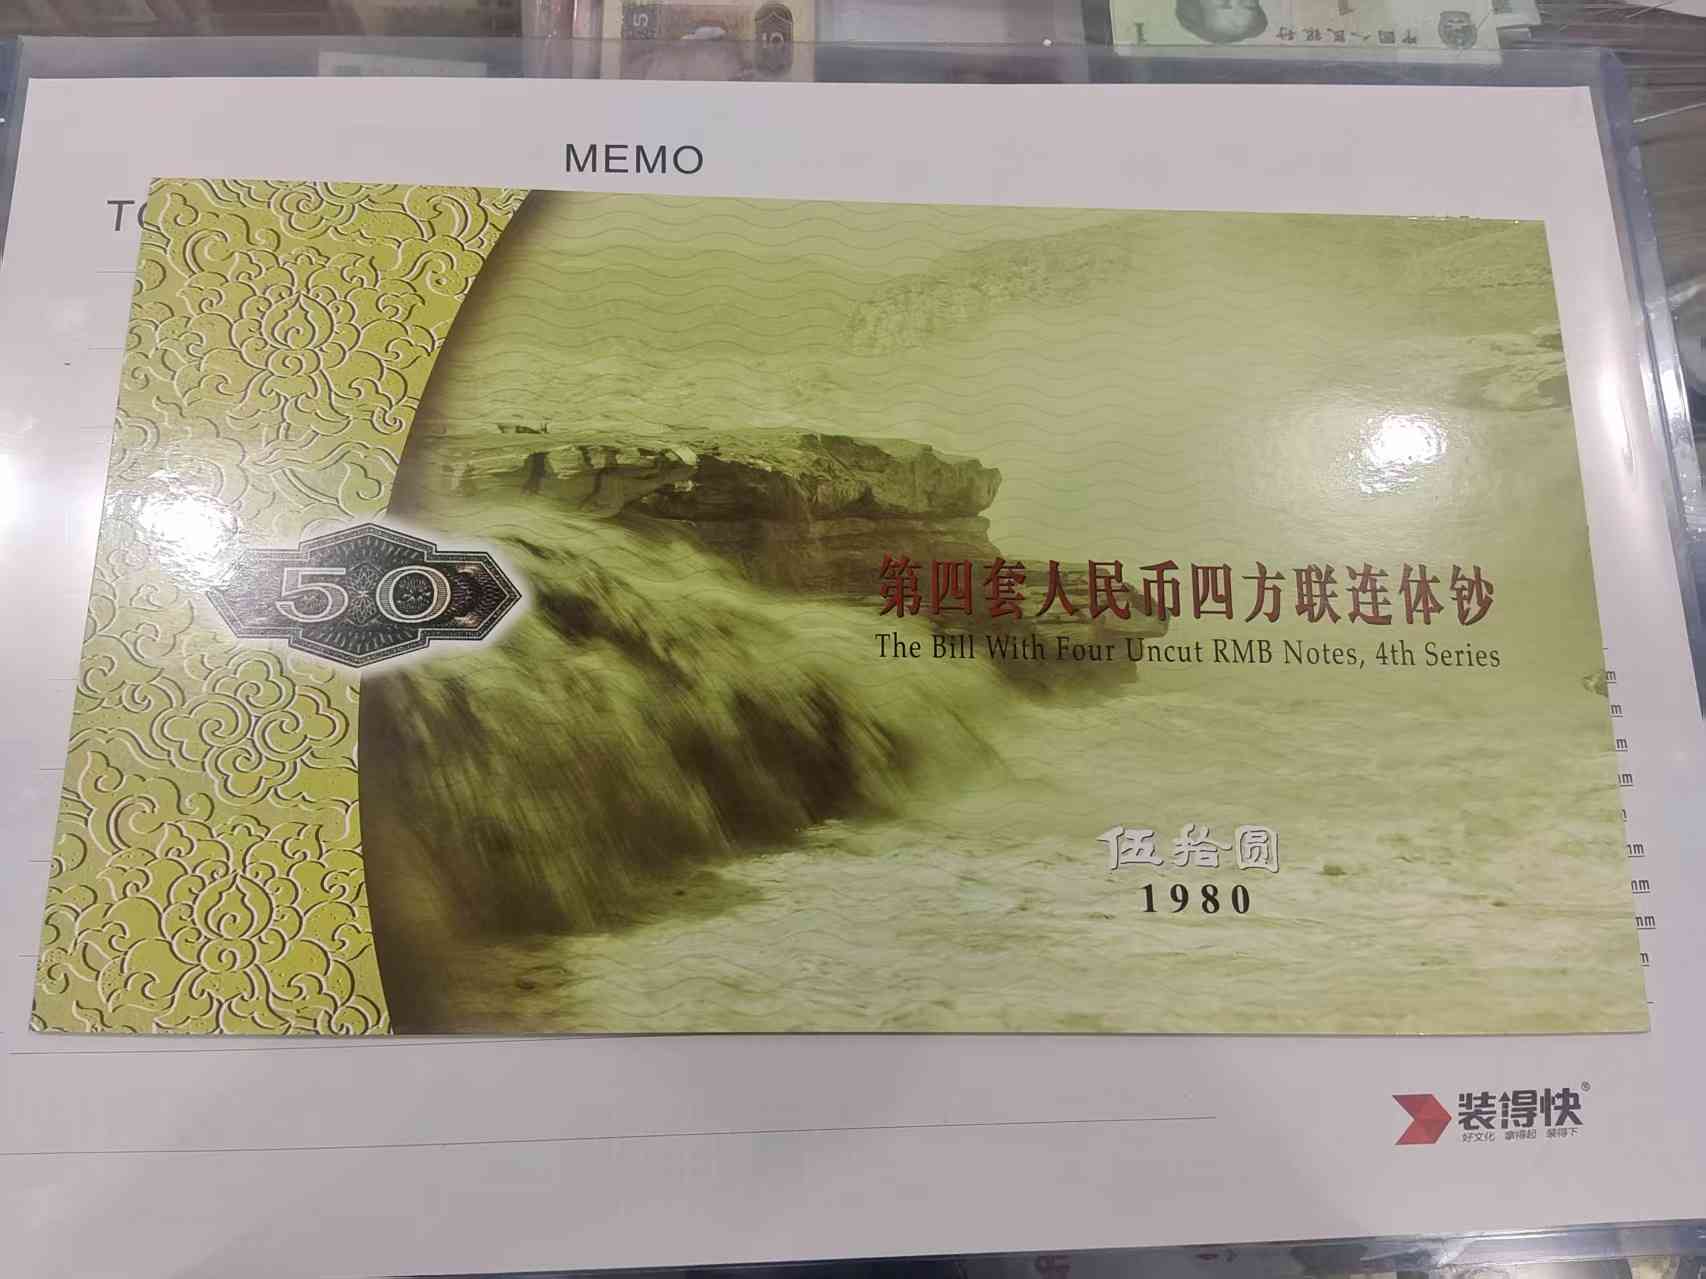 MEMO
50
第四套人民币四方联连体钞
The Bill With Four Uncut RMB Notes, 4th Series
伍拾圆
1980
装得快®
好文化 拿得起 装得下